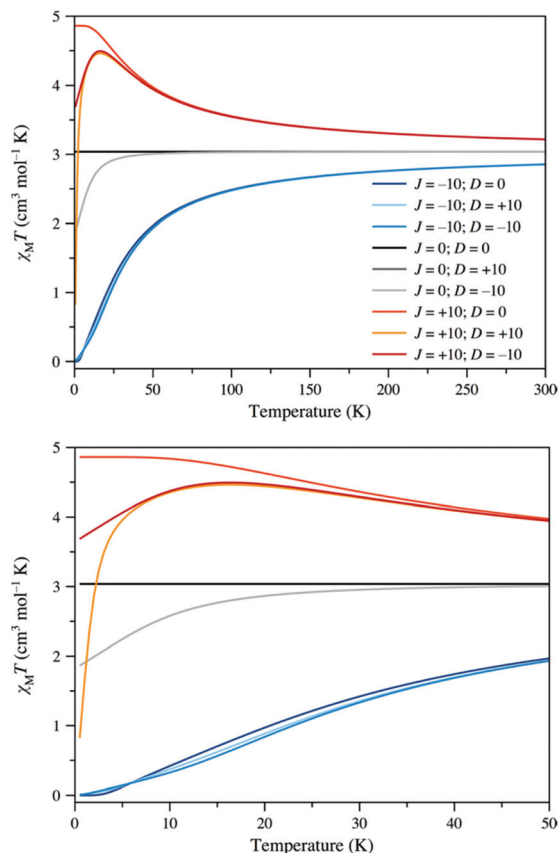 5
4
3
2
1
0
χMT (cm³ mol⁻¹ K)
J = –10; D = 0
J = –10; D = +10
J = –10; D = –10
J = 0; D = 0
J = 0; D = +10
J = 0; D = –10
J = +10; D = 0
J = +10; D = +10
J = +10; D = –10
0 50 100 150 200 250 300
Temperature (K)
5
4
3
2
1
0
χMT (cm³ mol⁻¹ K)
0 10 20 30 40 50
Temperature (K)